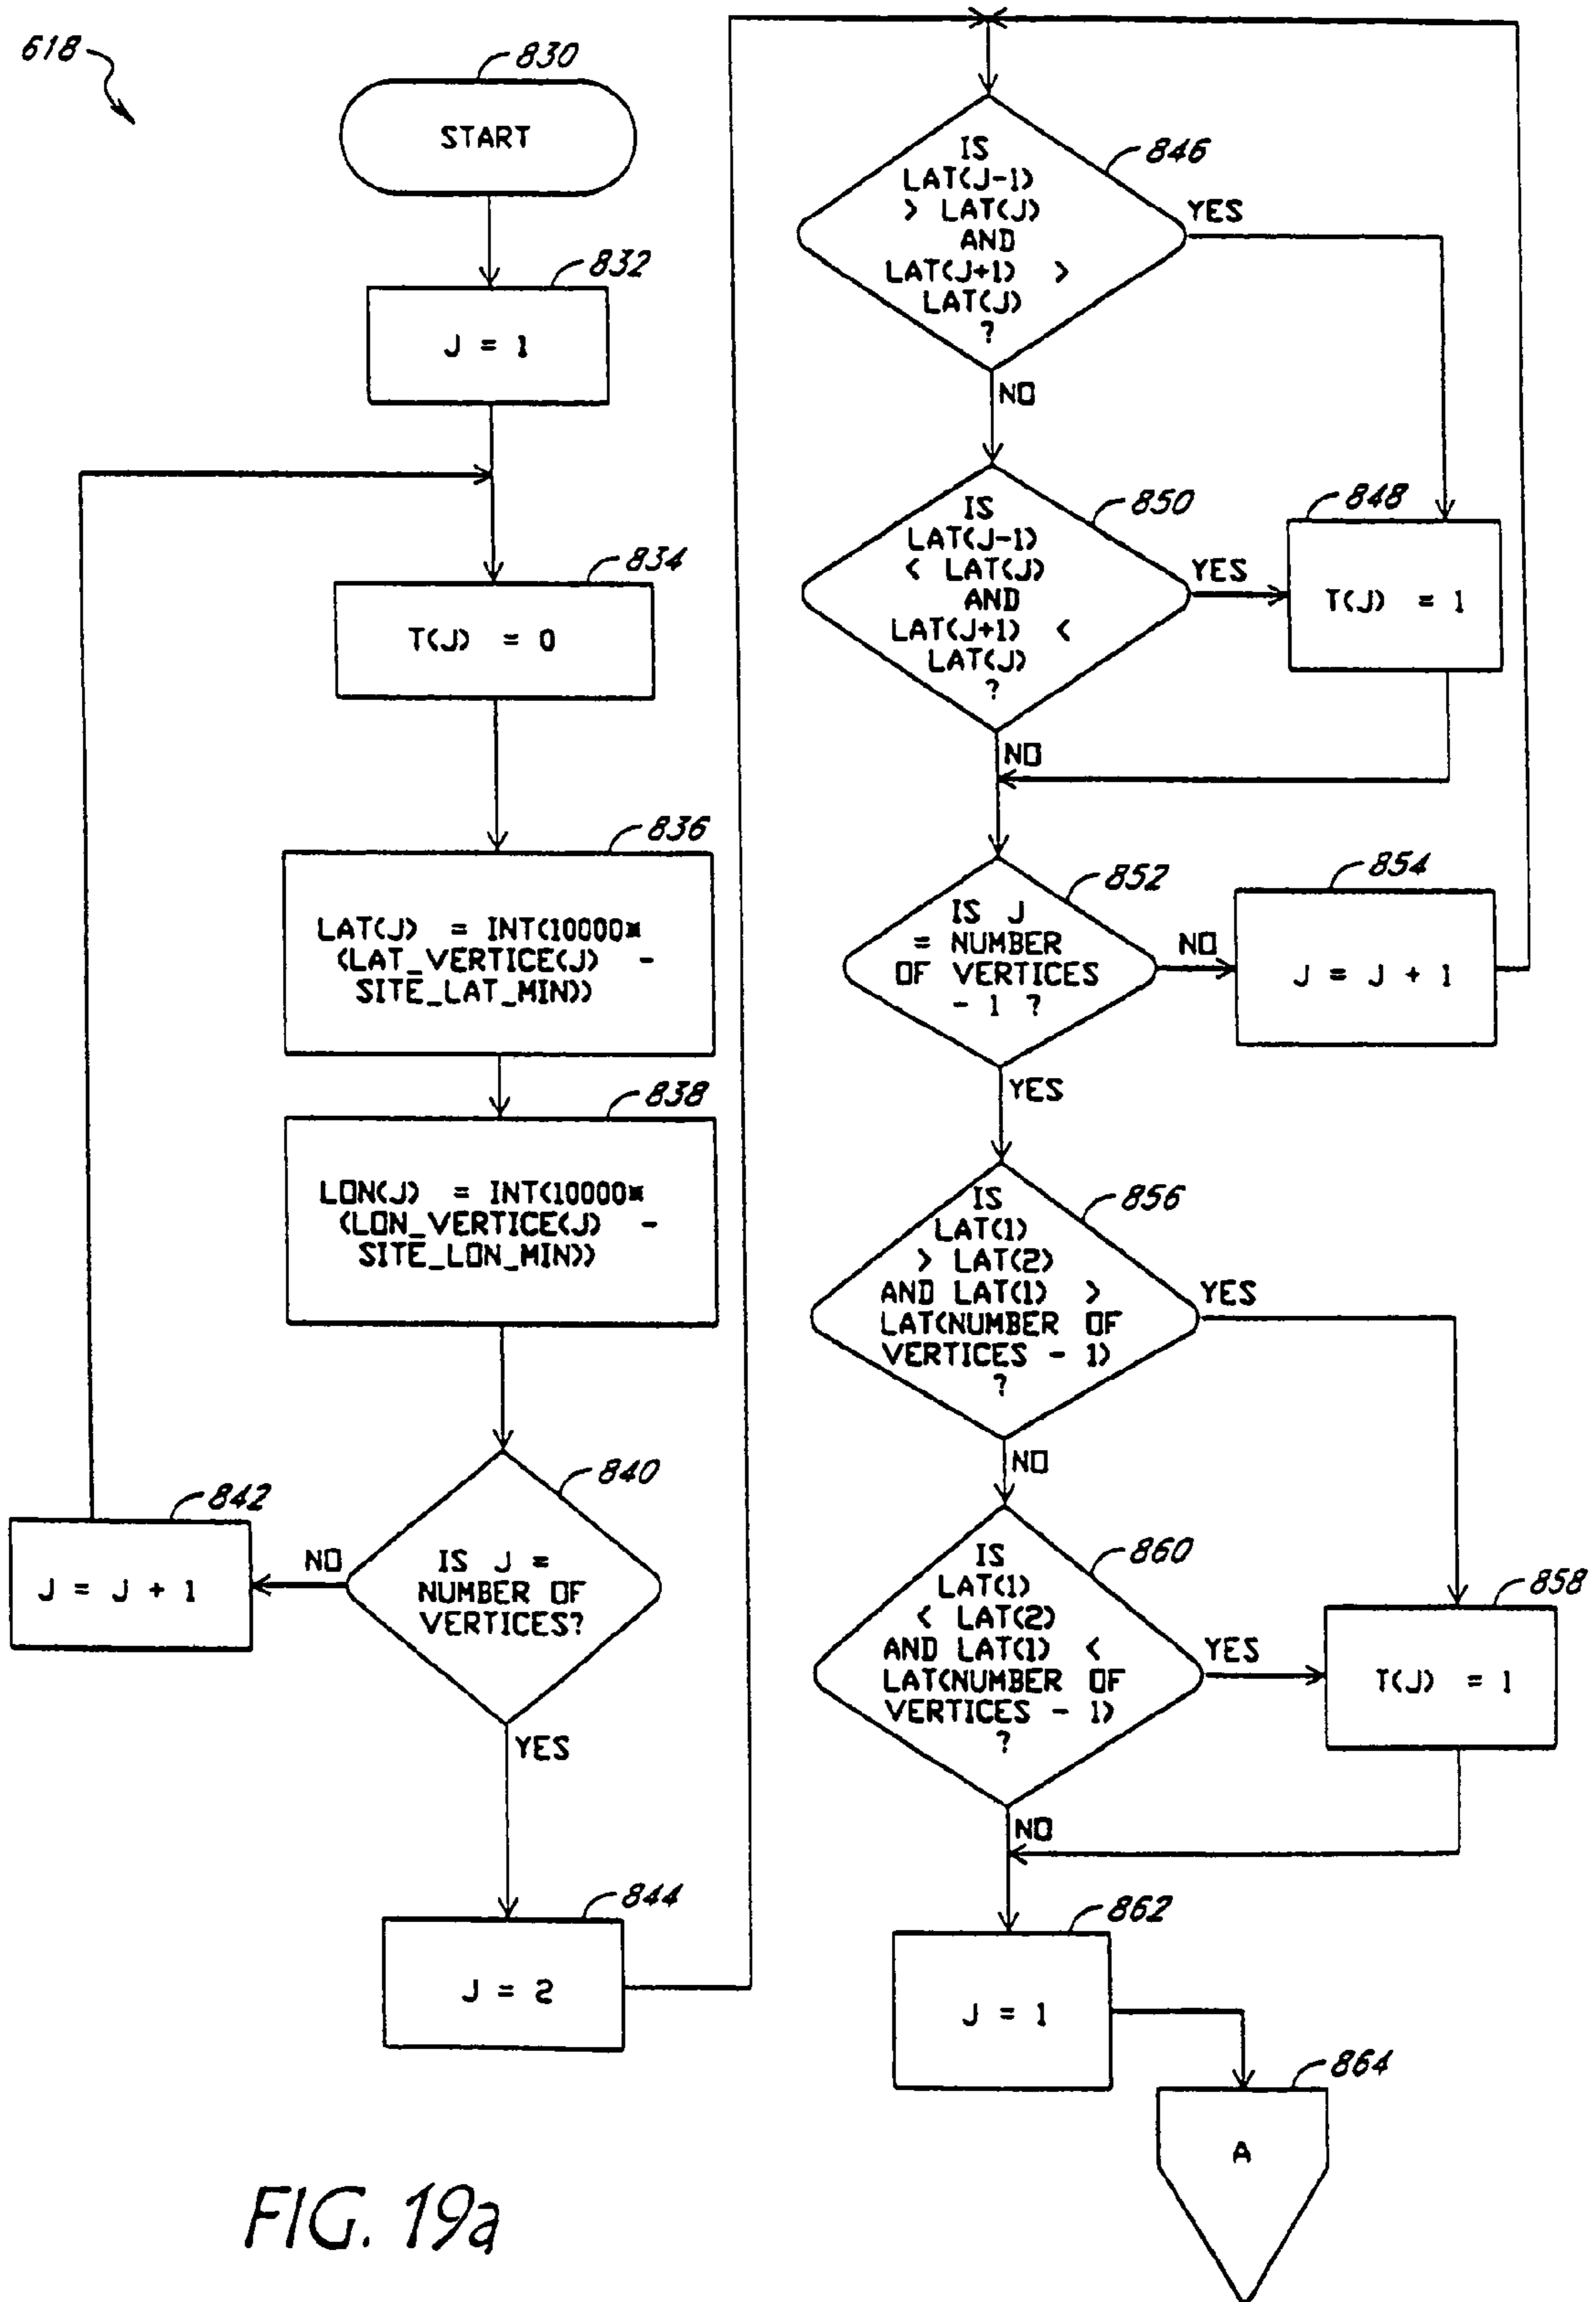 618
830
START
832
J = 1
834
T(J) = 0
836
LAT(J) = INT(10000*
(LAT_VERTICE(J) -
SITE_LAT_MIN))
838
LON(J) = INT(10000*
(LON_VERTICE(J) -
SITE_LON_MIN))
840
IS J =
NUMBER OF
VERTICES?
NO
842
J = J + 1
YES
844
J = 2
846
IS
LAT(J-1)
> LAT(J)
AND
LAT(J+1) >
LAT(J)
?
YES
NO
848
T(J) = 1
850
IS
LAT(J-1)
< LAT(J)
AND
LAT(J+1) <
LAT(J)
?
YES
NO
852
IS J
= NUMBER
OF VERTICES
- 1 ?
NO
854
J = J + 1
YES
856
IS
LAT(1)
> LAT(2)
AND LAT(1) >
LAT(NUMBER OF
VERTICES - 1)
?
YES
NO
858
T(J) = 1
860
IS
LAT(1)
< LAT(2)
AND LAT(1) <
LAT(NUMBER OF
VERTICES - 1)
?
YES
NO
862
J = 1
864
A
FIG. 19a